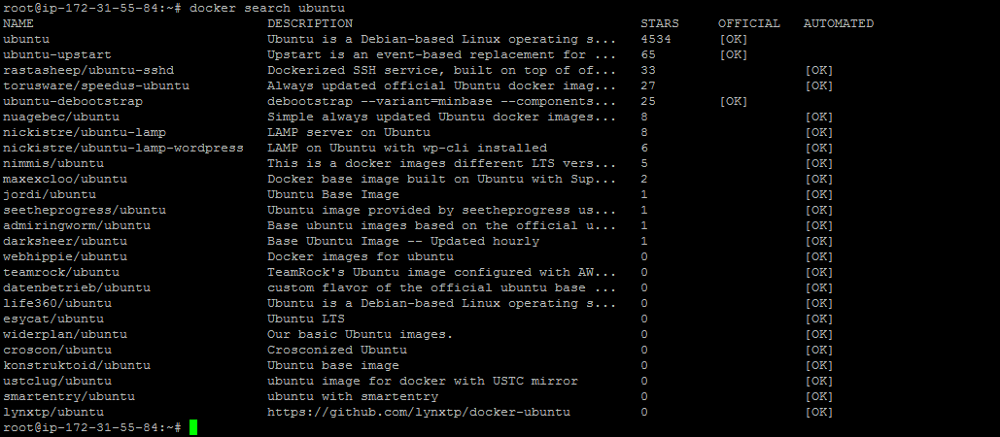 root@ip-172-31-55-84:~# docker search ubuntu
NAME DESCRIPTION STARS OFFICIAL AUTOMATED
ubuntu Ubuntu is a Debian-based Linux operating s... 4534 [OK]
ubuntu-upstart Upstart is an event-based replacement for ... 65 [OK]
rastasheep/ubuntu-sshd Dockerized SSH service, built on top of of... 33 [OK]
torusware/speedus-ubuntu Always updated official Ubuntu docker imag... 27 [OK]
ubuntu-debootstrap debootstrap --variant=minbase --components... 25 [OK]
nuagebec/ubuntu Simple always updated Ubuntu docker images... 8 [OK]
nickistre/ubuntu-lamp LAMP server on Ubuntu 8 [OK]
nickistre/ubuntu-lamp-wordpress LAMP on Ubuntu with wp-cli installed 6 [OK]
nimmis/ubuntu This is a docker images different LTS vers... 5 [OK]
maxexcloo/ubuntu Docker base image built on Ubuntu with Sup... 2 [OK]
jordi/ubuntu Ubuntu Base Image 1 [OK]
seetheprogress/ubuntu Ubuntu image provided by seetheprogress us... 1 [OK]
admiringworm/ubuntu Base ubuntu images based on the official u... 1 [OK]
darksheer/ubuntu Base Ubuntu Image -- Updated hourly 1 [OK]
webhippie/ubuntu Docker images for ubuntu 0 [OK]
teamrock/ubuntu TeamRock's Ubuntu image configured with AW... 0 [OK]
datenbetrieb/ubuntu custom flavor of the official ubuntu base ... 0 [OK]
life360/ubuntu Ubuntu is a Debian-based Linux operating s... 0 [OK]
esycat/ubuntu Ubuntu LTS 0 [OK]
widerplan/ubuntu Our basic Ubuntu images. 0 [OK]
croscon/ubuntu Crosconized Ubuntu 0 [OK]
konstruktoid/ubuntu Ubuntu base image 0 [OK]
ustclug/ubuntu ubuntu image for docker with USTC mirror 0 [OK]
smartentry/ubuntu ubuntu with smartentry 0 [OK]
lynxtp/ubuntu https://github.com/lynxtp/docker-ubuntu 0 [OK]
root@ip-172-31-55-84:~#